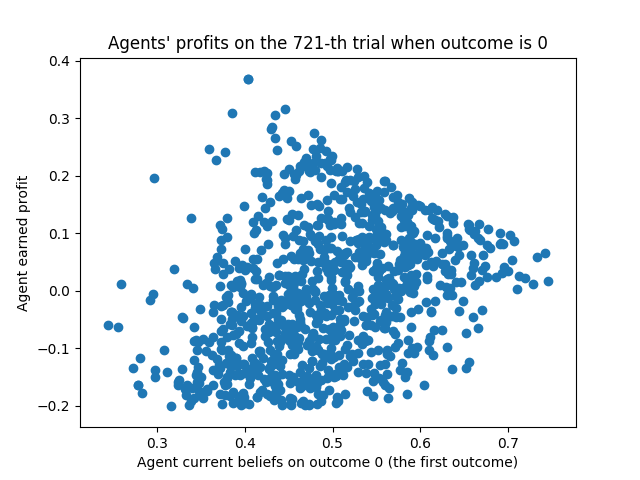 Agents' profits on the 721-th trial when outcome is 0
0.4
0.3
0.2
0.1
0.0
−0.1
−0.2
Agent earned profit
0.3 0.4 0.5 0.6 0.7
Agent current beliefs on outcome 0 (the first outcome)